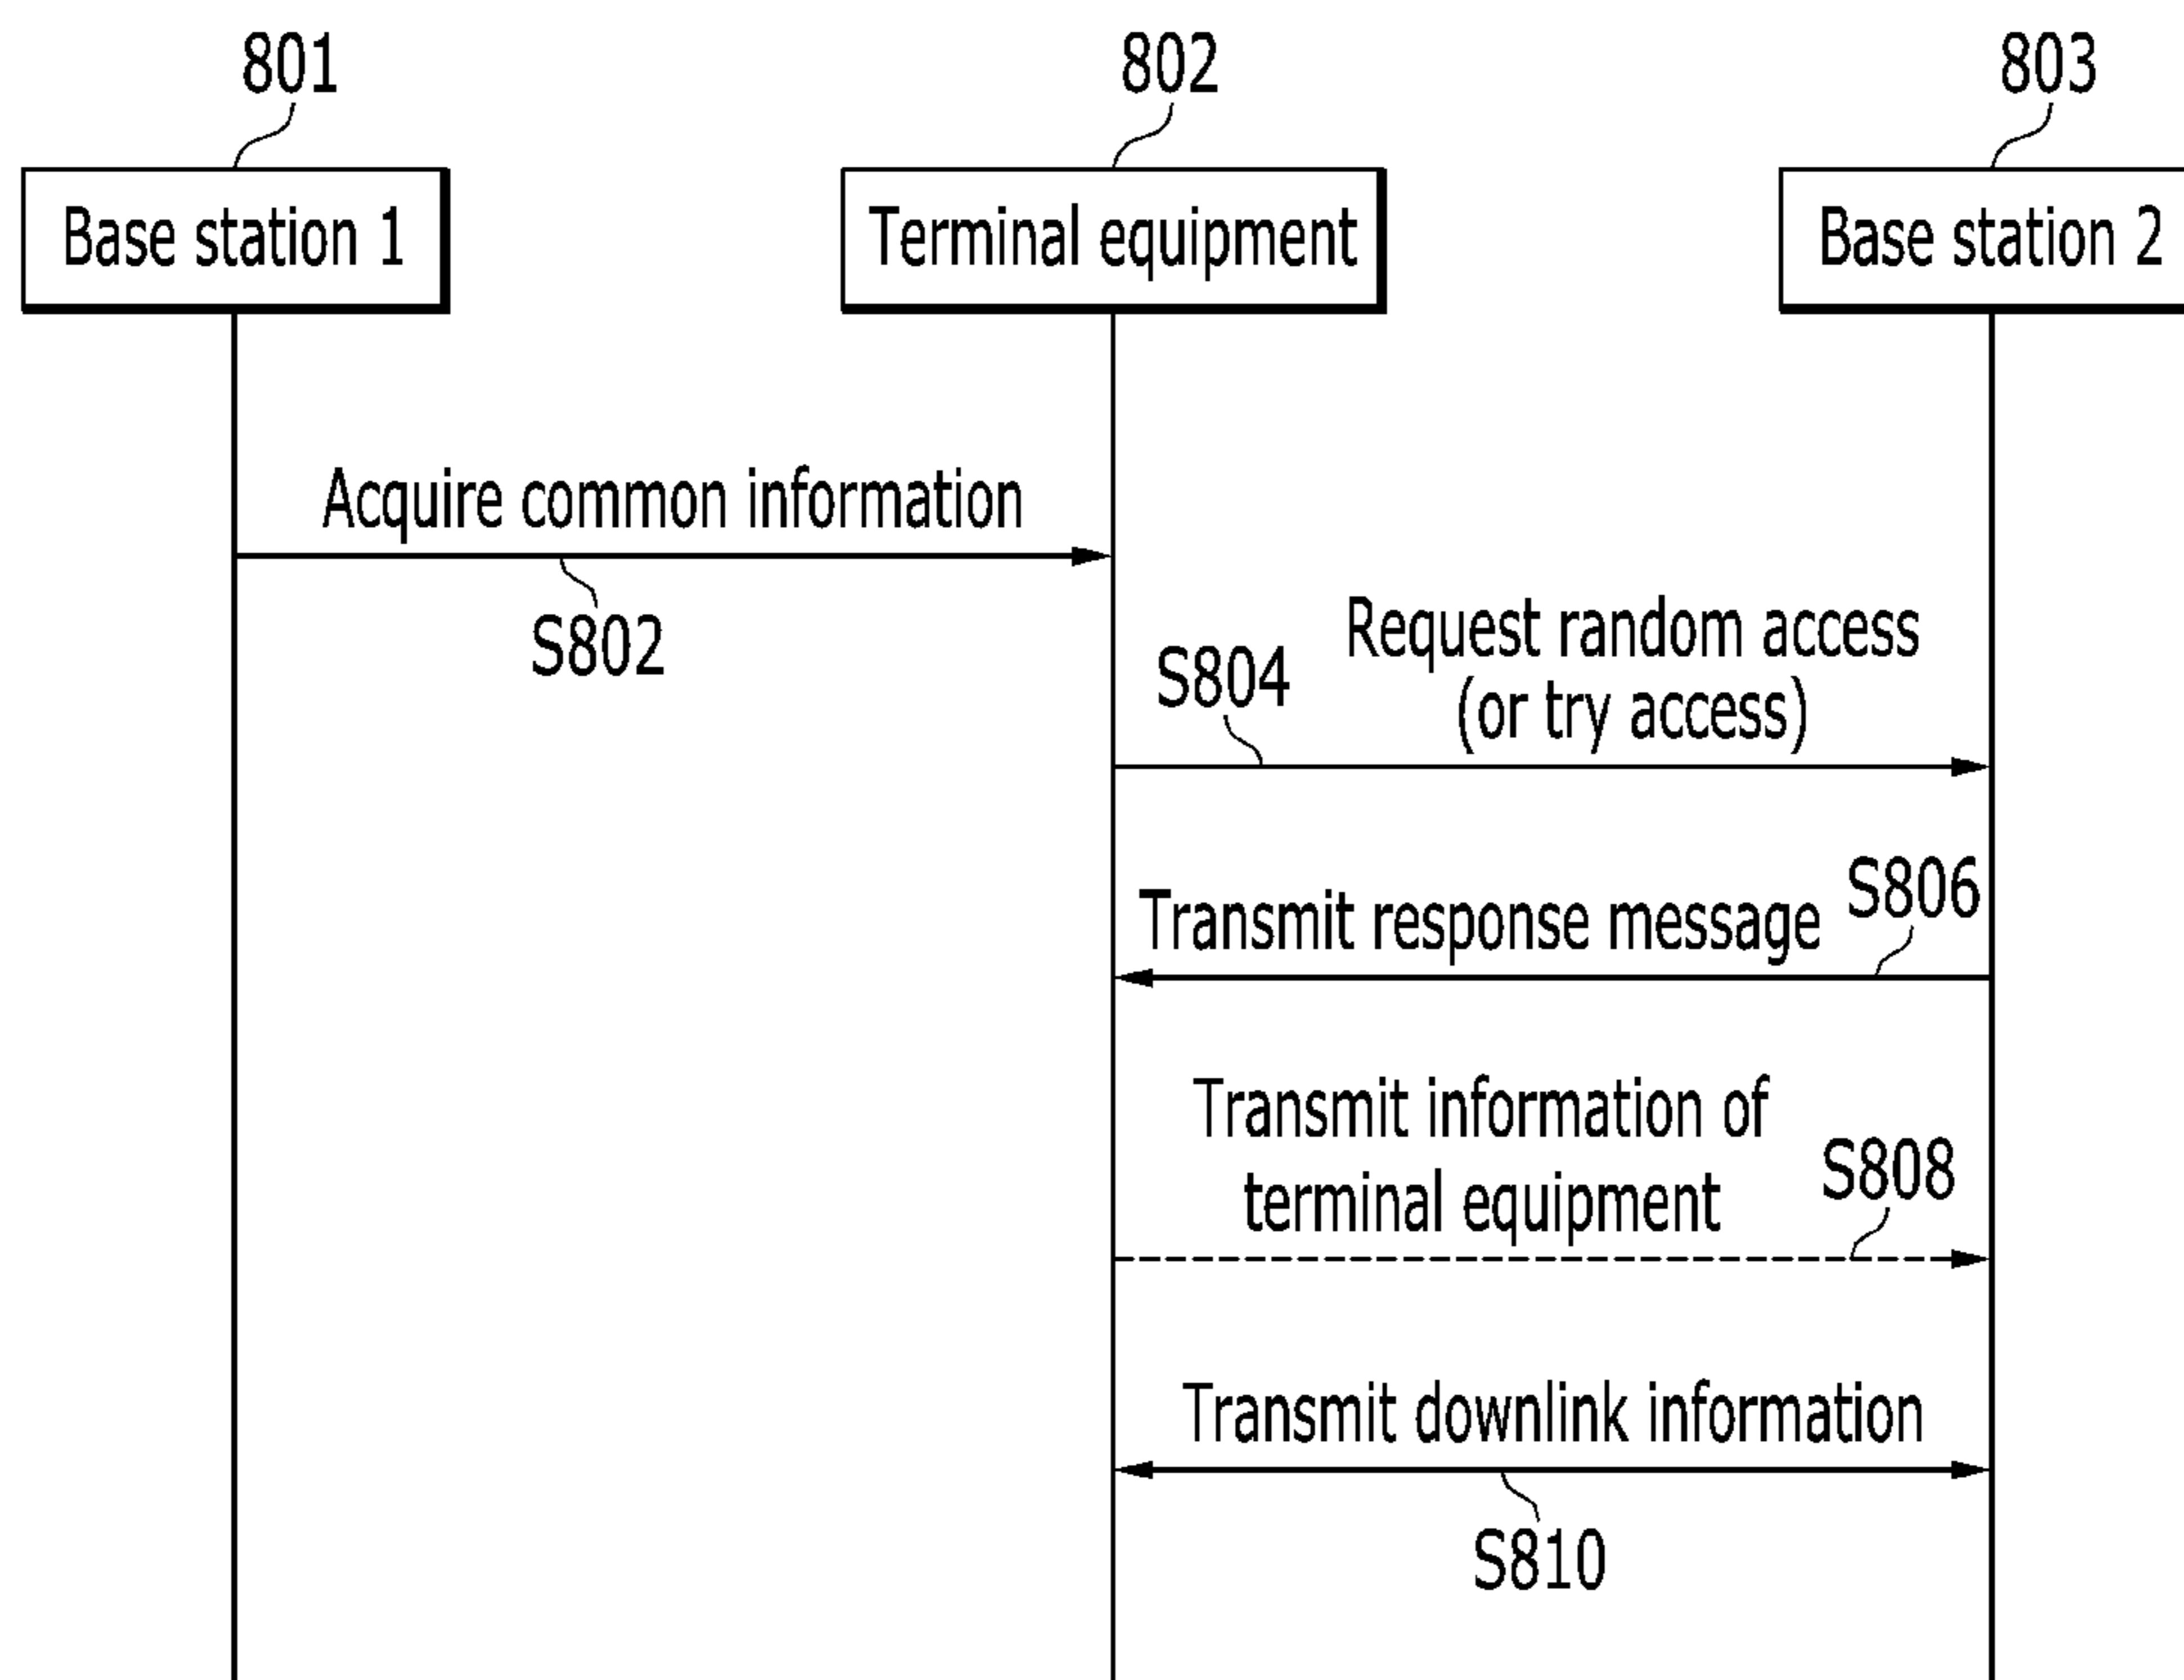 801
802
803
Base station 1
Terminal equipment
Base station 2
Acquire common information
S802
Request random access
(or try access)
S804
Transmit response message
S806
Transmit information of
terminal equipment
S808
Transmit downlink information
S810